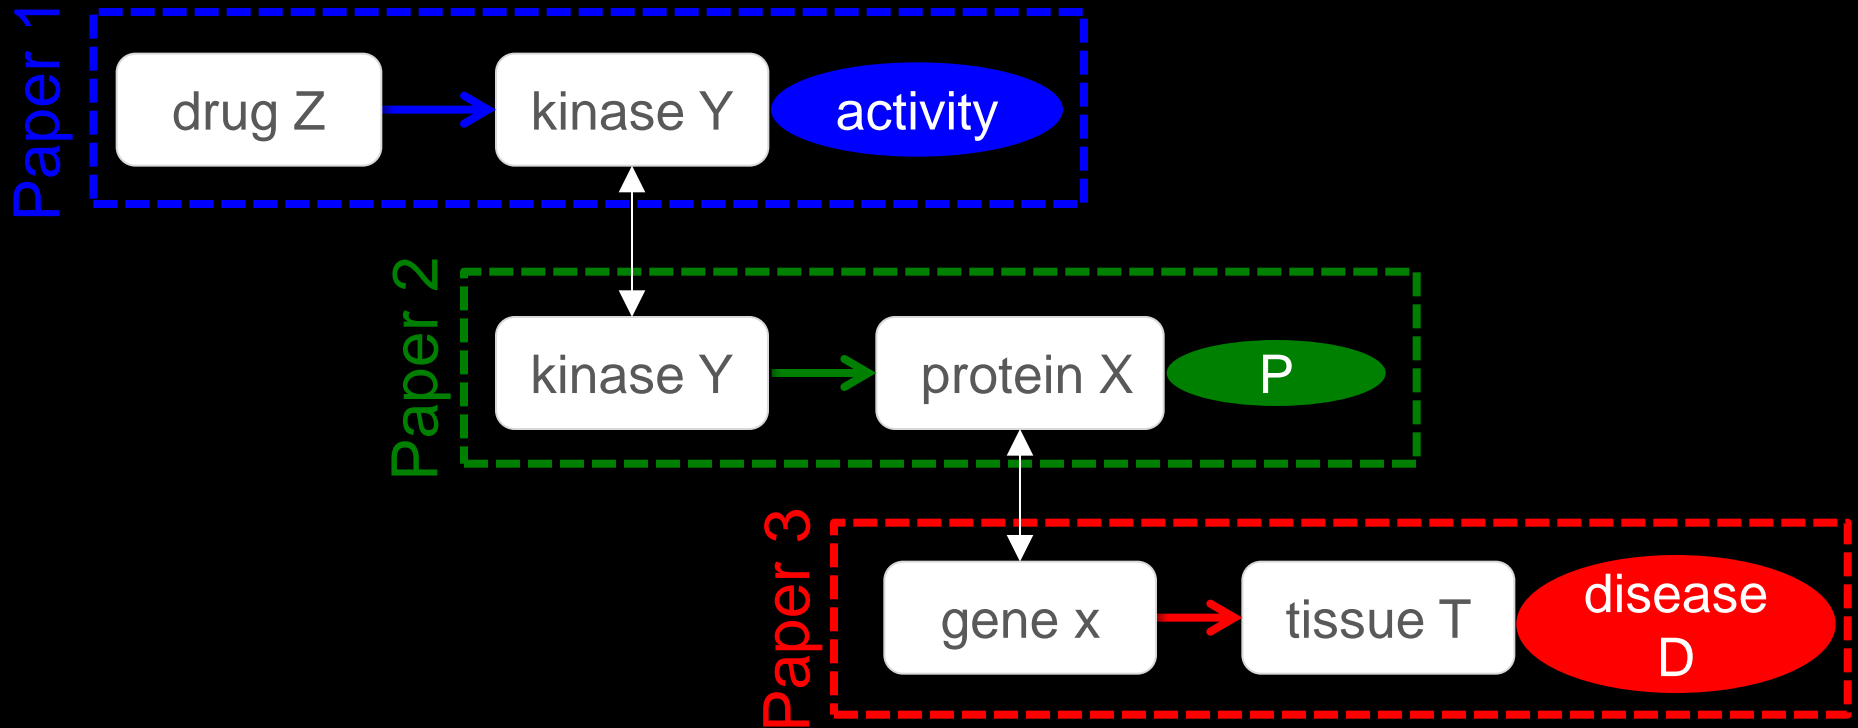 Paper 1
drug Z
kinase Y
activity
Paper 2
kinase Y
protein X
P
Paper 3
gene x
tissue T
disease
D